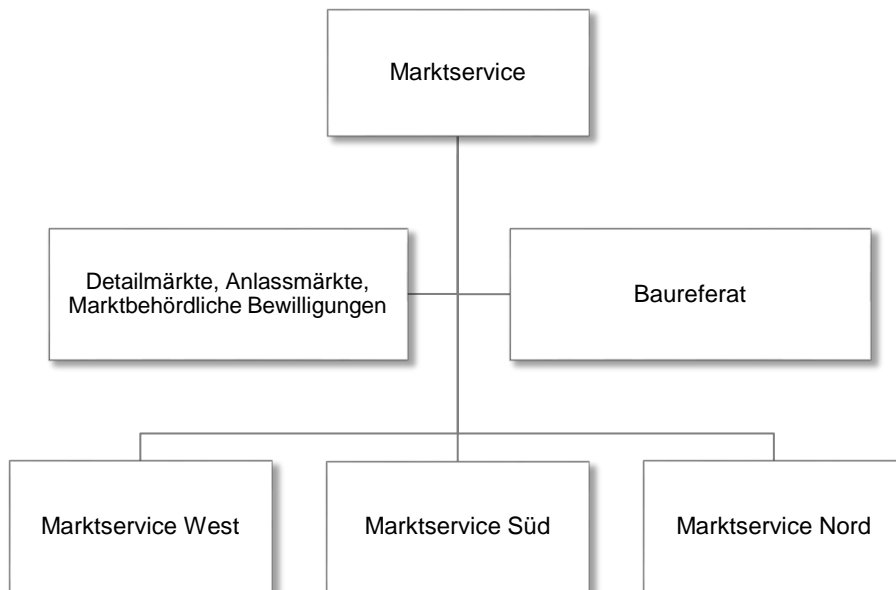 Marktservice
Detailmärkte, Anlassmärkte,
Marktbehördliche Bewilligungen
Baureferat
Marktservice West
Marktservice Süd
Marktservice Nord